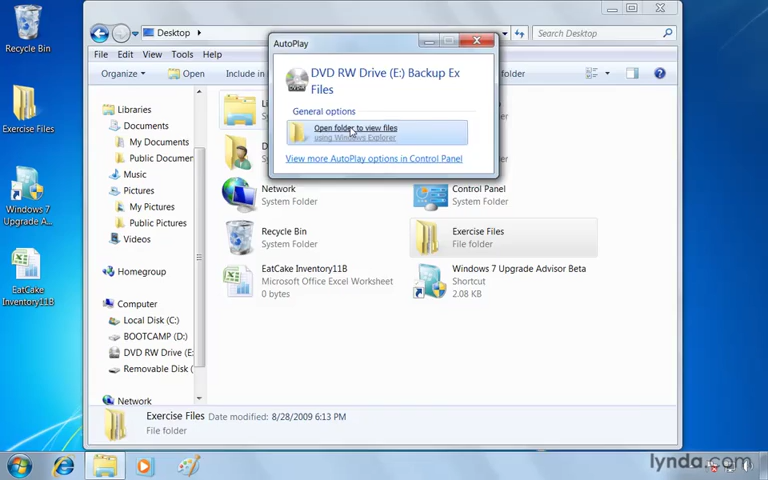 Recycle Bin
Exercise Files
Windows 7
Upgrade A...
EatCake
Inventory11B
Desktop
Search Desktop
File Edit View Tools Help
Organize Open Include in
older
AutoPlay
DVD RW Drive (E:) Backup Ex
Files
General options
Open folder to view files
using Windows Explorer
View more AutoPlay options in Control Panel
Libraries
Documents
My Documents
Public Documen
Music
Pictures
My Pictures
Public Pictures
Videos
Homegroup
Computer
Local Disk (C:)
BOOTCAMP (D:)
DVD RW Drive (E:
Removable Disk (
Network
Network
System Folder
Control Panel
System Folder
Recycle Bin
System Folder
Exercise Files
File folder
EatCake Inventory11B
Microsoft Office Excel Worksheet
0 bytes
Windows 7 Upgrade Advisor Beta
Shortcut
2.08 KB
Exercise Files Date modified: 8/28/2009 6:13 PM
File folder
lynda.com